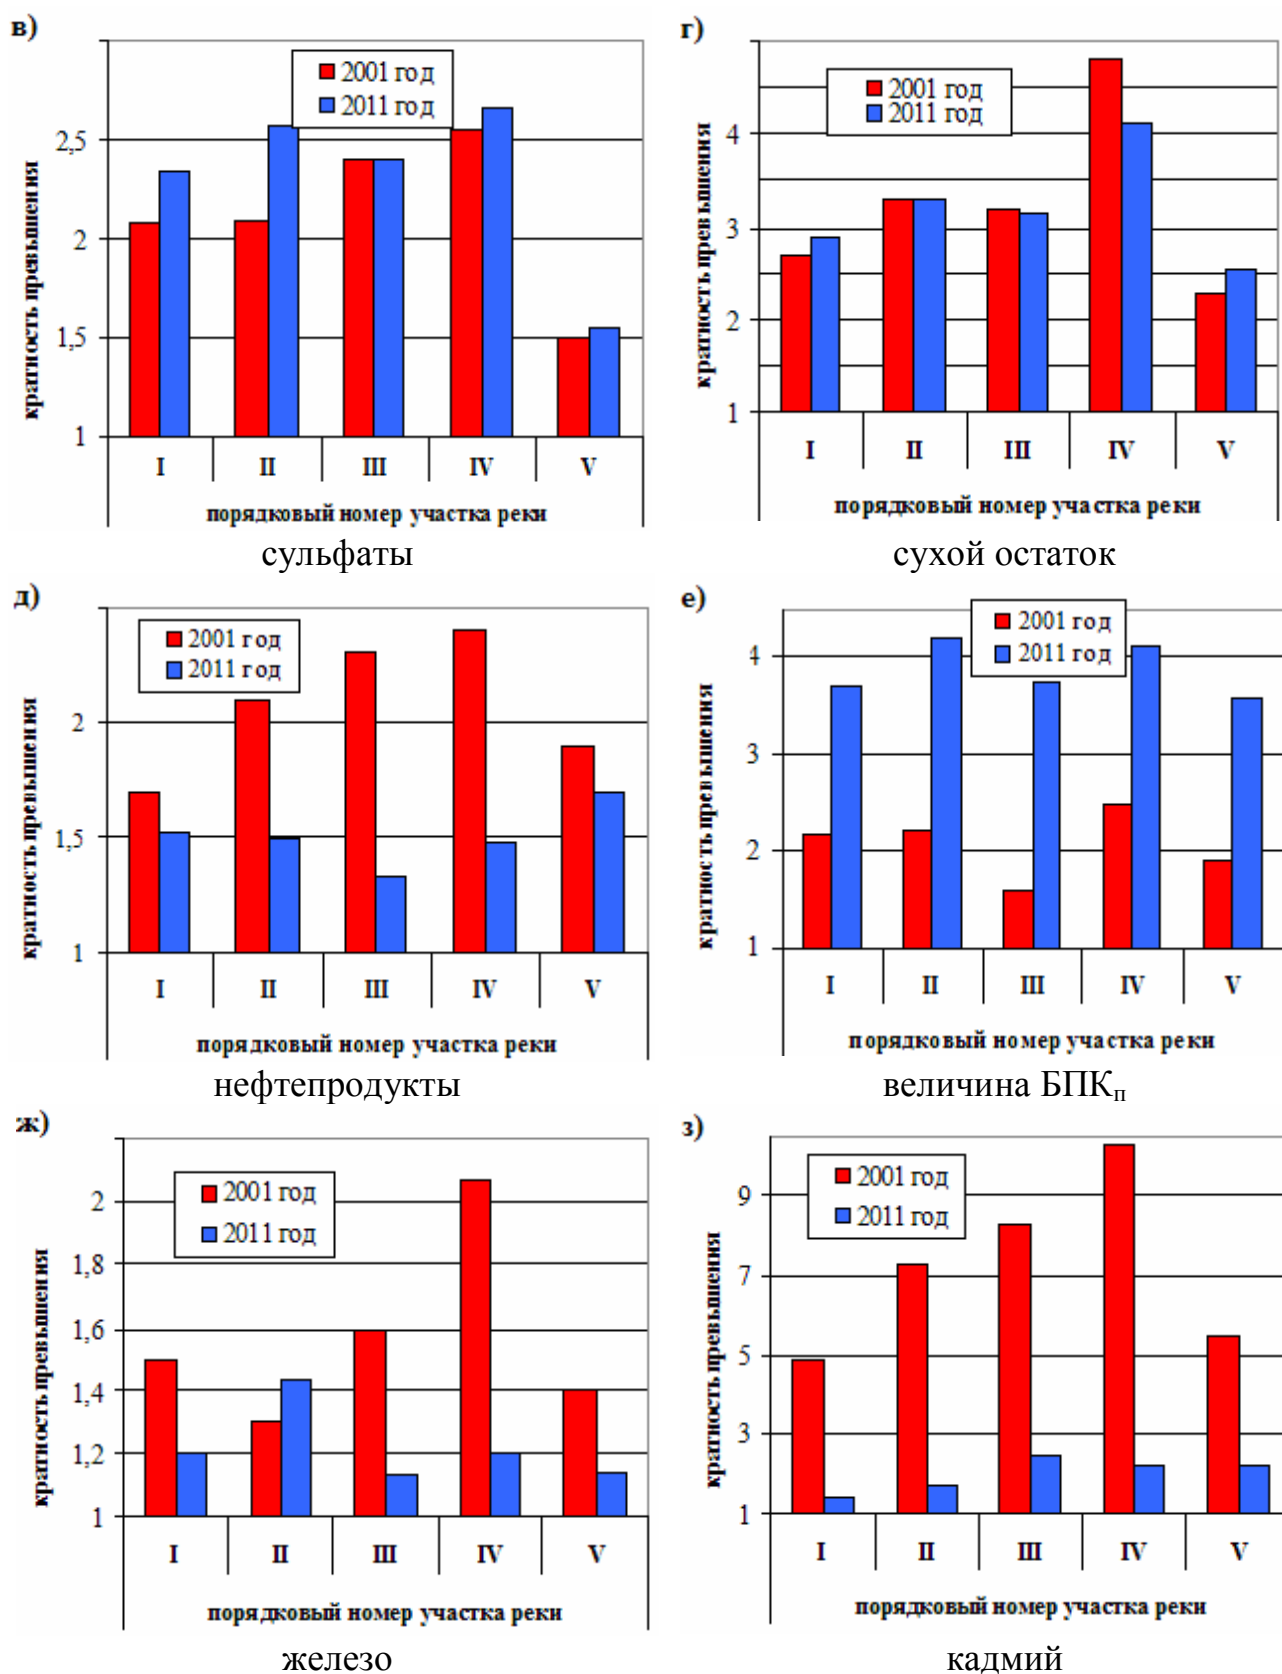 в)
2001 год
2011 год
кратность превышения
2,5
2
1,5
1
I II III IV V
порядковый номер участка реки
сульфаты
г)
2001 год
2011 год
кратность превышения
4
3
2
1
I II III IV V
порядковый номер участка реки
сухой остаток
д)
2001 год
2011 год
кратность превышения
2
1,5
1
I II III IV V
порядковый номер участка реки
нефтепродукты
е)
2001 год
2011 год
кратность превышения
4
3
2
1
I II III IV V
порядковый номер участка реки
величина БПКп
ж)
2001 год
2011 год
кратность превышения
2
1,8
1,6
1,4
1,2
1
I II III IV V
порядковый номер участка реки
железо
з)
2001 год
2011 год
кратность превышения
9
7
5
3
1
I II III IV V
порядковый номер участка реки
кадмий